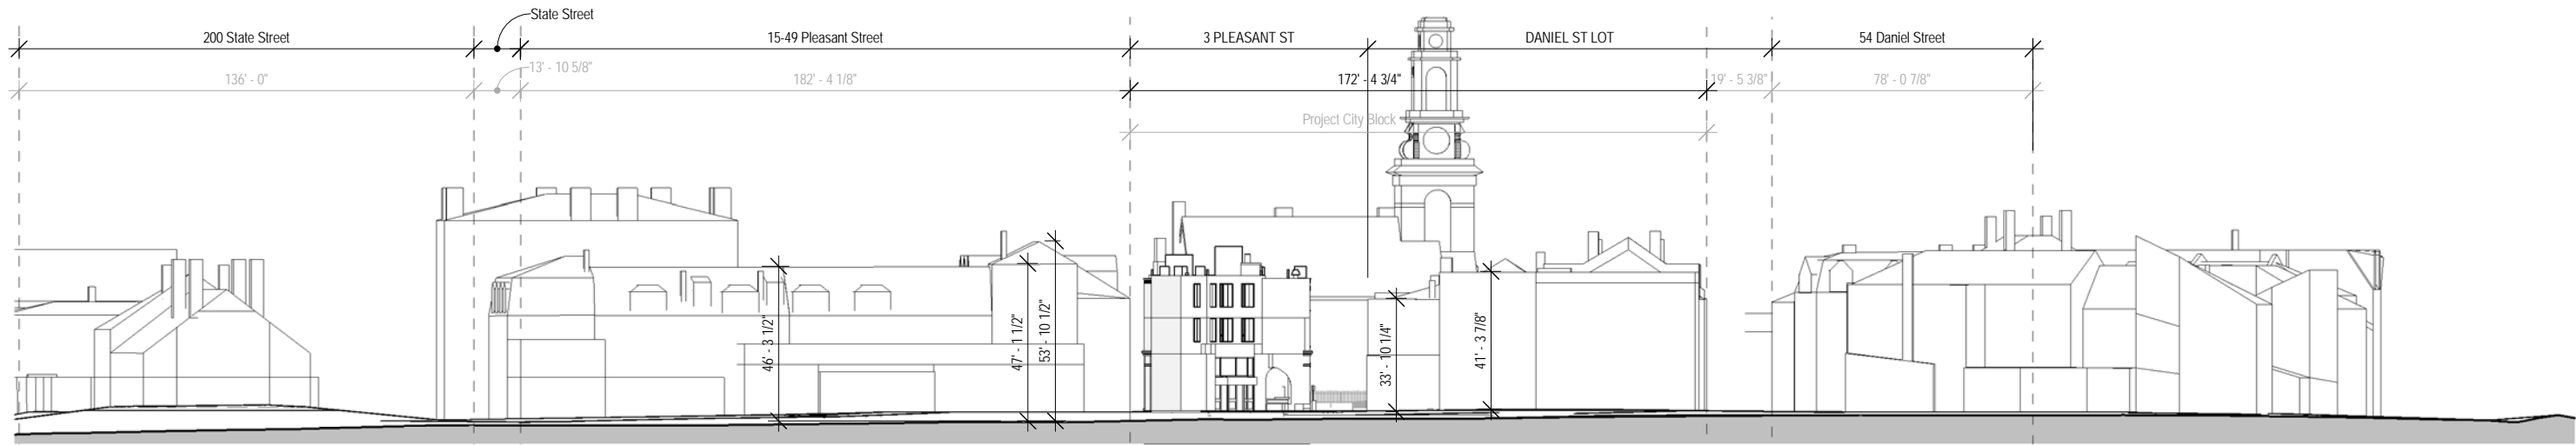 State Street
200 State Street
15-49 Pleasant Street
3 PLEASANT ST
DANIEL ST LOT
54 Daniel Street
136' - 0"
13' - 10 5/8"
182' - 4 1/8"
172' - 4 3/4"
19' - 5 3/8"
78' - 0 7/8"
Project City Block
46' - 3 1/2"
47' - 1 1/2"
53' - 10 1/2"
33' - 10 1/4"
41' - 3 7/8"